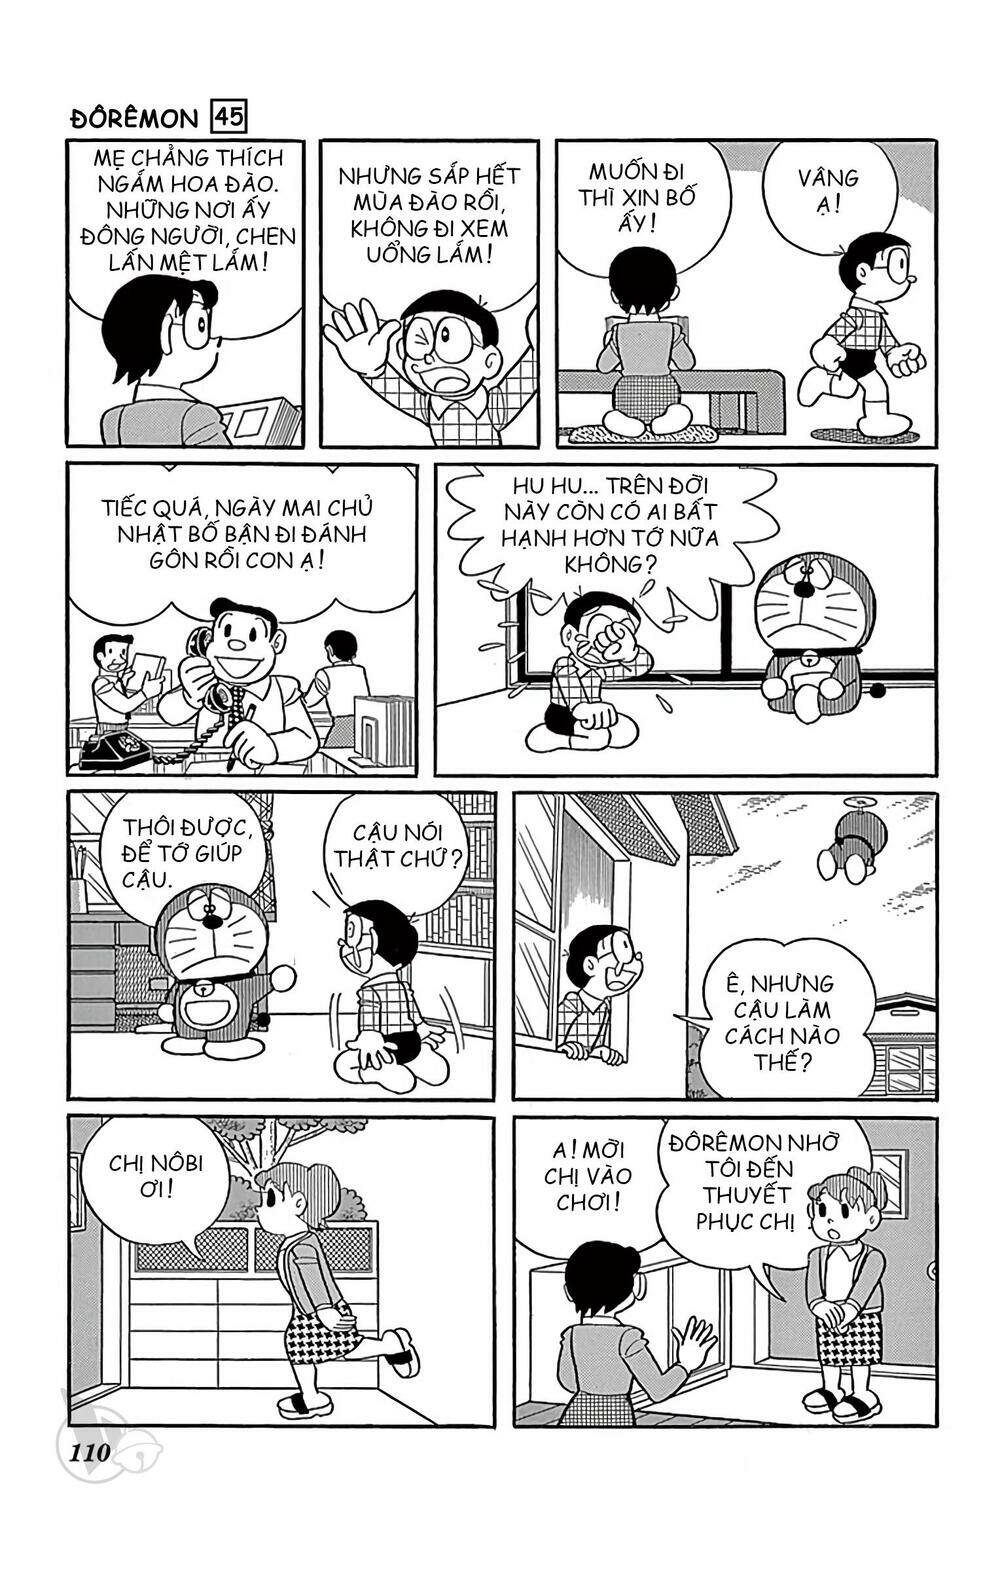 ĐÔRÊMON 45
MẸ CHẲNG THÍCH
NGẮM HOA ĐÀO.
NHỮNG NƠI ẤY
ĐÔNG NGƯỜI, CHEN
LẤN MỆT LẮM!
NHƯNG SẮP HẾT
MÙA ĐÀO RỒI,
KHÔNG ĐI XEM
UỔNG LẮM!
MUỐN ĐI
THÌ XIN BỐ
ẤY!
VÂNG
Ạ!
TIẾC QUÁ, NGÀY MAI CHỦ
NHẬT BỐ BẬN ĐI ĐÁNH
GÔN RỒI CON Ạ!
HU HU... TRÊN ĐỜI
NÀY CÒN CÓ AI BẤT
HẠNH HƠN TỚ NỮA
KHÔNG?
THÔI ĐƯỢC,
ĐỂ TỚ GIÚP
CẬU.
CẬU NÓI
THẬT CHỨ?
Ê, NHƯNG
CẬU LÀM
CÁCH NÀO
THẾ?
CHỊ NÔBI
ƠI!
A! MỜI
CHỊ VÀO
CHƠI!
ĐÔRÊMON NHỜ
TÔI ĐẾN
THUYẾT
PHỤC CHỊ
110